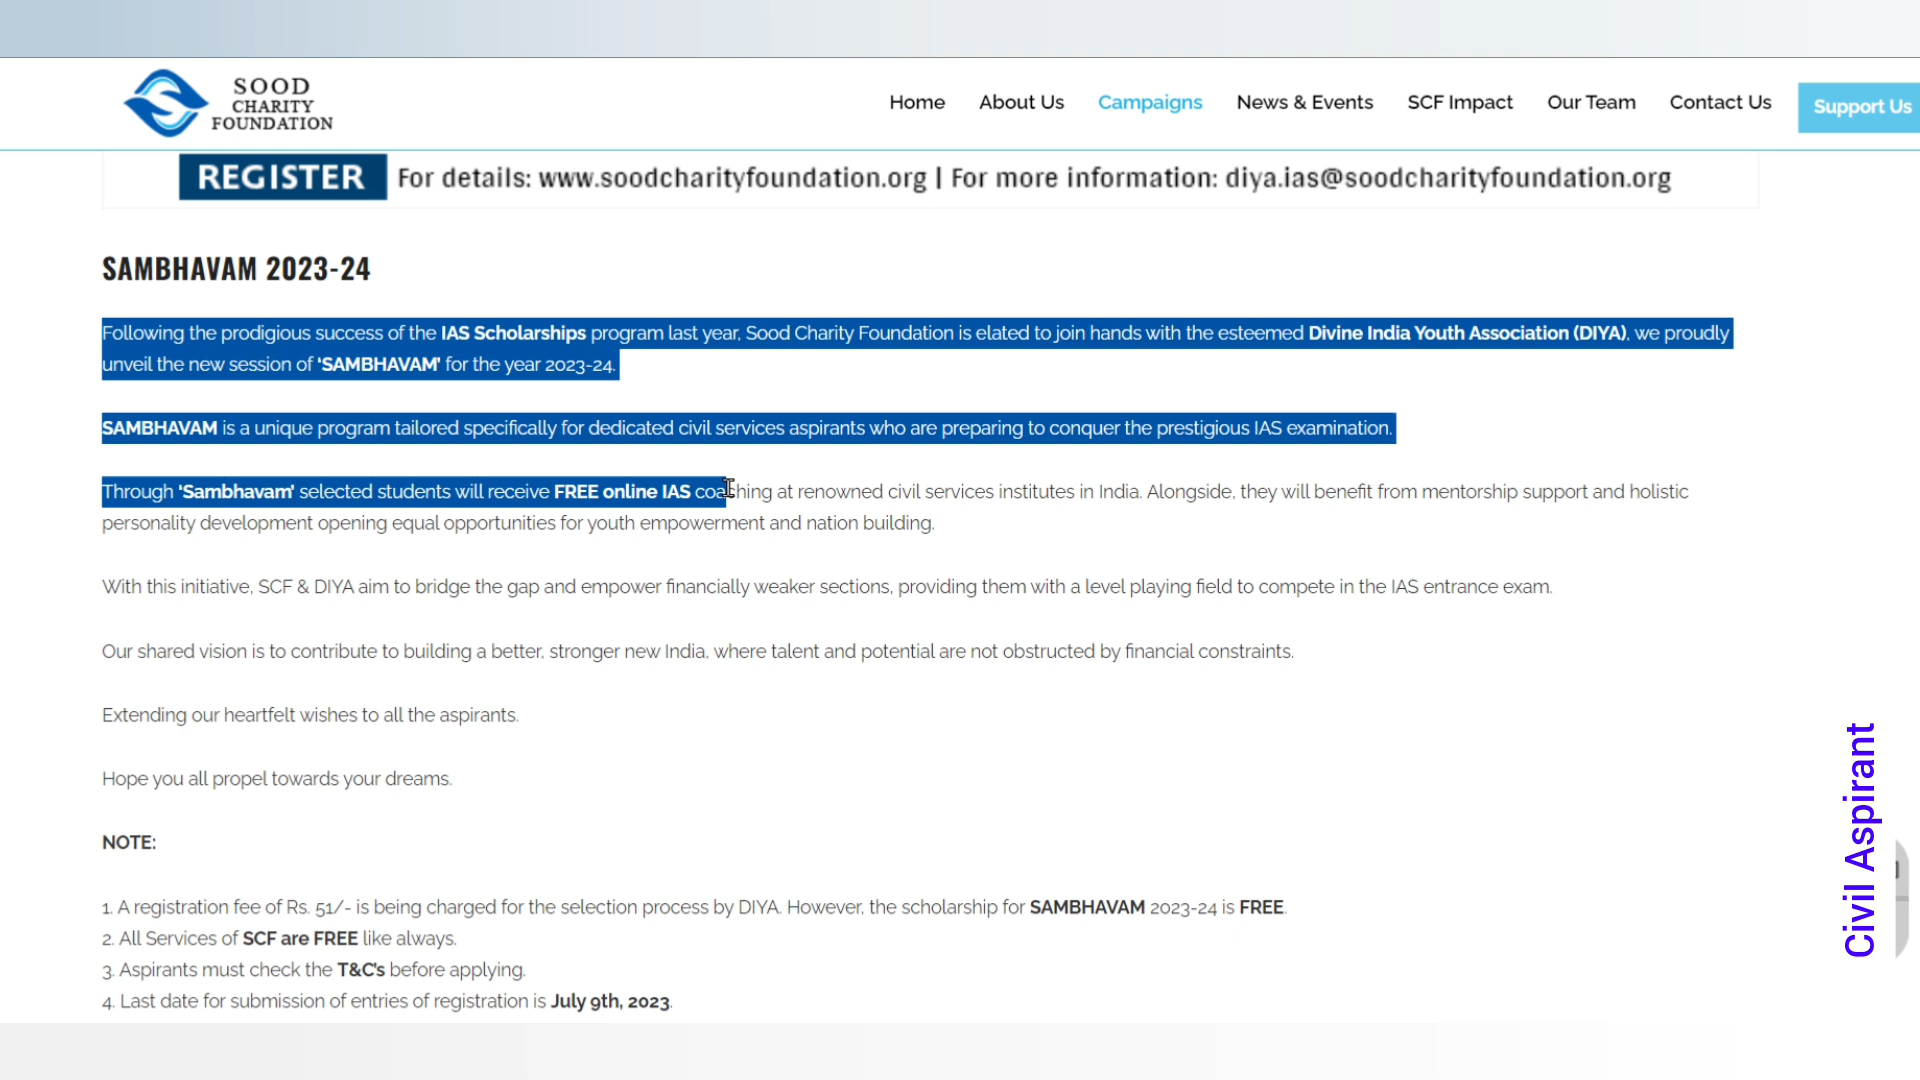 SOOD
CHARITY
FOUNDATION
Home About Us Campaigns News & Events SCF Impact Our Team Contact Us Support Us
REGISTER For details: www.soodcharityfoundation.org | For more information: diya.ias@soodcharityfoundation.org
SAMBHAVAM 2023-24
Following the prodigious success of the IAS Scholarships program last year, Sood Charity Foundation is elated to join hands with the esteemed Divine India Youth Association (DIYA), we proudly
unveil the new session of ‘SAMBHAVAM’ for the year 2023-24.
SAMBHAVAM is a unique program tailored specifically for dedicated civil services aspirants who are preparing to conquer the prestigious IAS examination.
Through ‘Sambhavam’ selected students will receive FREE online IAS coaching at renowned civil services institutes in India. Alongside, they will benefit from mentorship support and holistic
personality development opening equal opportunities for youth empowerment and nation building.
With this initiative, SCF & DIYA aim to bridge the gap and empower financially weaker sections, providing them with a level playing field to compete in the IAS entrance exam.
Our shared vision is to contribute to building a better, stronger new India, where talent and potential are not obstructed by financial constraints.
Extending our heartfelt wishes to all the aspirants.
Hope you all propel towards your dreams.
NOTE:
1. A registration fee of Rs. 51/- is being charged for the selection process by DIYA. However, the scholarship for SAMBHAVAM 2023-24 is FREE.
2. All Services of SCF are FREE like always.
3. Aspirants must check the T&C's before applying.
4. Last date for submission of entries of registration is July 9th, 2023.
Civil Aspirant